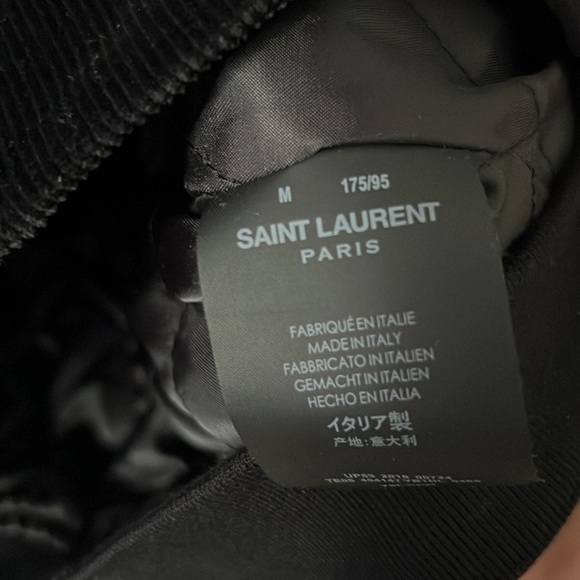 M 175/95
SAINT LAURENT
PARIS
FABRIQUÉ EN ITALIE
MADE IN ITALY
FABBRICATO IN ITALIEN
GEMACHT IN ITALIEN
HECHO EN ITALIA
イタリア製
产地:意大利